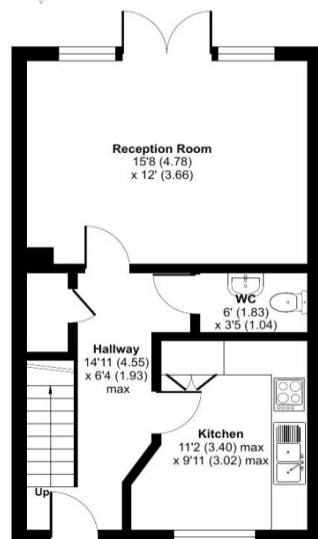 Reception Room
15'8 (4.78)
x 12' (3.66)
WC
6' (1.83)
x 3'5 (1.04)
Hallway
14'11 (4.55)
x 6'4 (1.93)
max
Kitchen
11'2 (3.40) max
x 9'11 (3.02) max
Up